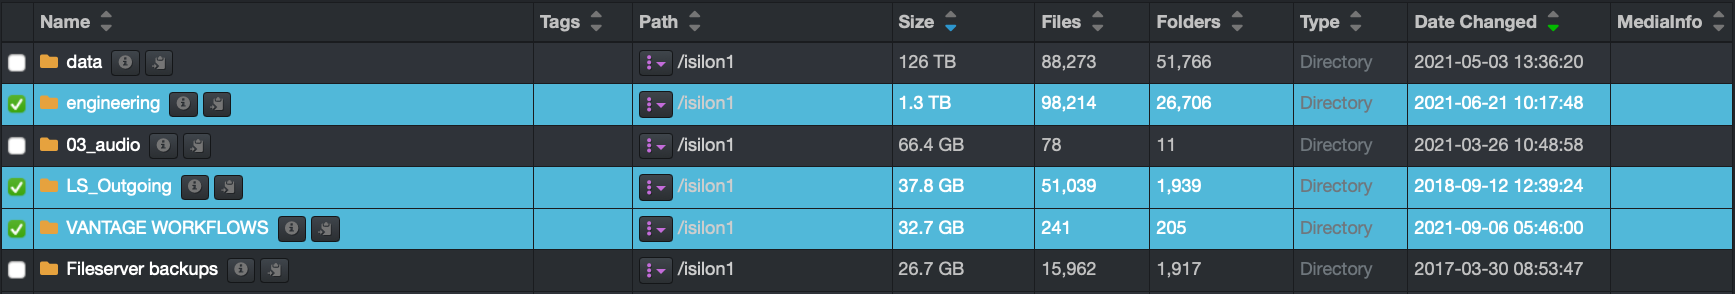 Name Tags Path Size Files Folders Type Date Changed MediaInfo
data /isilon1 126 TB 88,273 51,766 Directory 2021-05-03 13:36:20
engineering /isilon1 1.3 TB 98,214 26,706 Directory 2021-06-21 10:17:48
03_audio /isilon1 66.4 GB 78 11 Directory 2021-03-26 10:48:58
LS_Outgoing /isilon1 37.8 GB 51,039 1,939 Directory 2018-09-12 12:39:24
VANTAGE WORKFLOWS /isilon1 32.7 GB 241 205 Directory 2021-09-06 05:46:00
Fileserver backups /isilon1 26.7 GB 15,962 1,917 Directory 2017-03-30 08:53:47